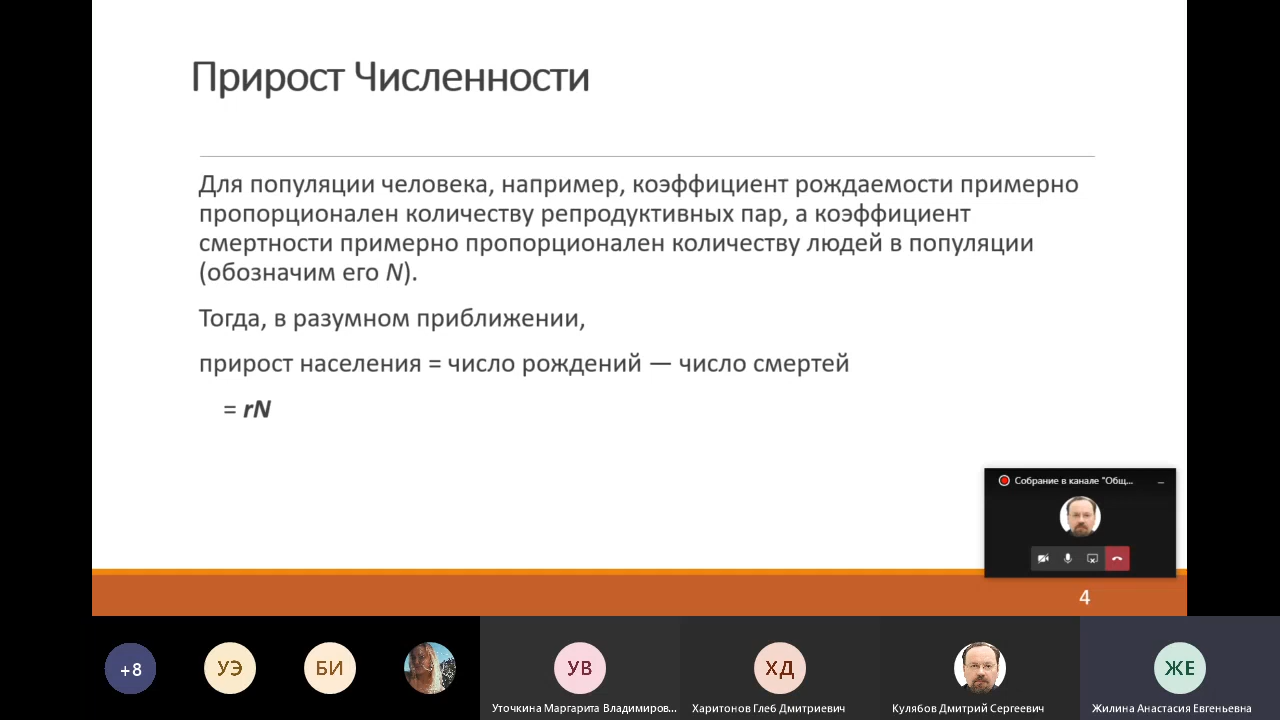 Прирост Численности
Для популяции человека, например, коэффициент рождаемости примерно
пропорционален количеству репродуктивных пар, а коэффициент
смертности примерно пропорционален количеству людей в популяции
(обозначим его N).
Тогда, в разумном приближении,
прирост населения = число рождений — число смертей
= rN
Собрание в канале "Общ...
4
+8
УЭ
БИ
УВ
ХД
ЖЕ
Уточкина Маргарита Владимиров...
Харитонов Глеб Дмитриевич
Кулябов Дмитрий Сергеевич
Жилина Анастасия Евгеньевна